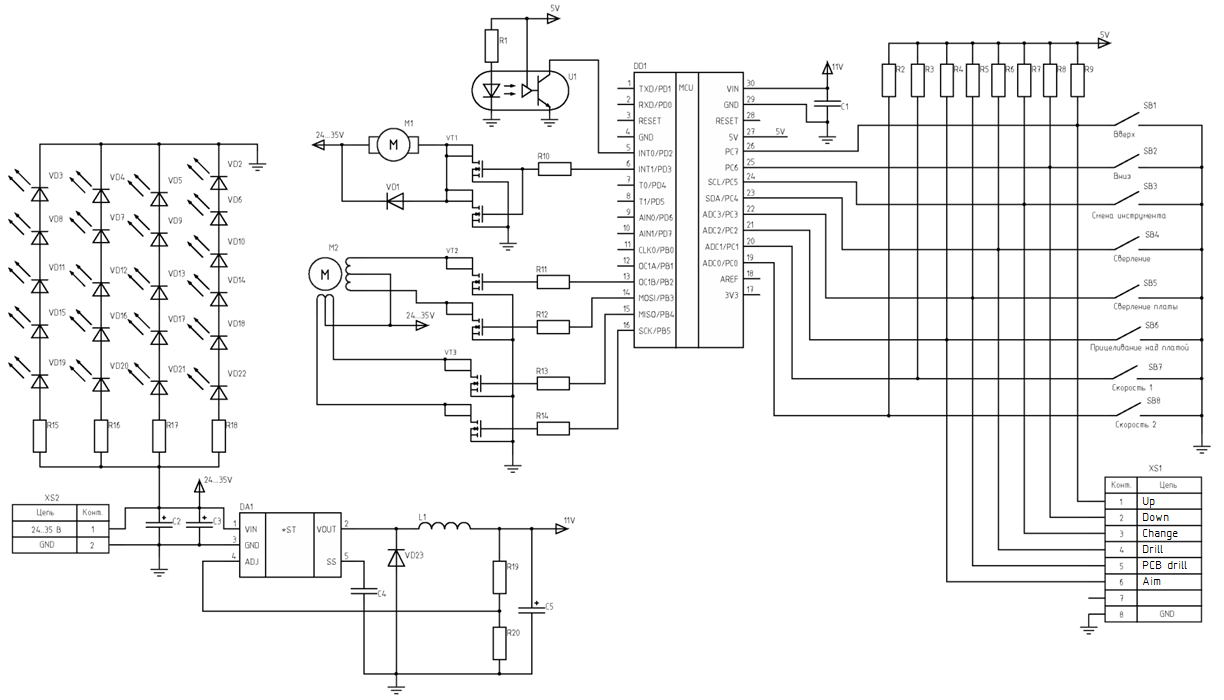 5V
R1
U1
DD1
1 TXD/PD1
2 RXD/PD0
3 RESET
4 GND
5 INT0/PD2
6 INT1/PD3
7 T0/PD4
8 T1/PD5
9 AIN0/PD6
10 AIN1/PD7
11 CLK0/PB0
12 OC1A/PB1
13 OC1B/PB2
14 MOSI/PB3
15 MISO/PB4
16 SCK/PB5
MCU
VIN 30
GND 29
RESET 28
5V 27 5V
PC7 26
PC6 25
SCL/PC5 24
SDA/PC4 23
ADC3/PC3 22
ADC2/PC2 21
ADC1/PC1 20
ADC0/PC0 19
AREF 18
3V3 17
11V
C1
5V
R2 R3 R4 R5 R6 R7 R8 R9
SB1
Вверх
SB2
Вниз
SB3
Смена инструмента
SB4
Сверление
SB5
Сверление платы
SB6
Прицеливание над платой
SB7
Скорость 1
SB8
Скорость 2
24...35V
M1
M
VT1
VD1
R10
M2
M
VT2
R11
24...35V
R12
VT3
R13
R14
VD3 VD4 VD5 VD2
VD8 VD7 VD9 VD6
VD11 VD12 VD13 VD10
VD15 VD16 VD17 VD14
VD19 VD20 VD21 VD18
VD22
R15 R16 R17 R18
XS2
Цепь Конт.
24..35 В 1
GND 2
C2
C3
24...35V
DA1
1 VIN
3 GND
4 ADJ
*ST
VOUT 2
SS 5
L1
11V
VD23
C4
R19
R20
C5
XS1
Конт. Цепь
1 Up
2 Down
3 Change
4 Drill
5 PCB drill
6 Aim
7
8 GND